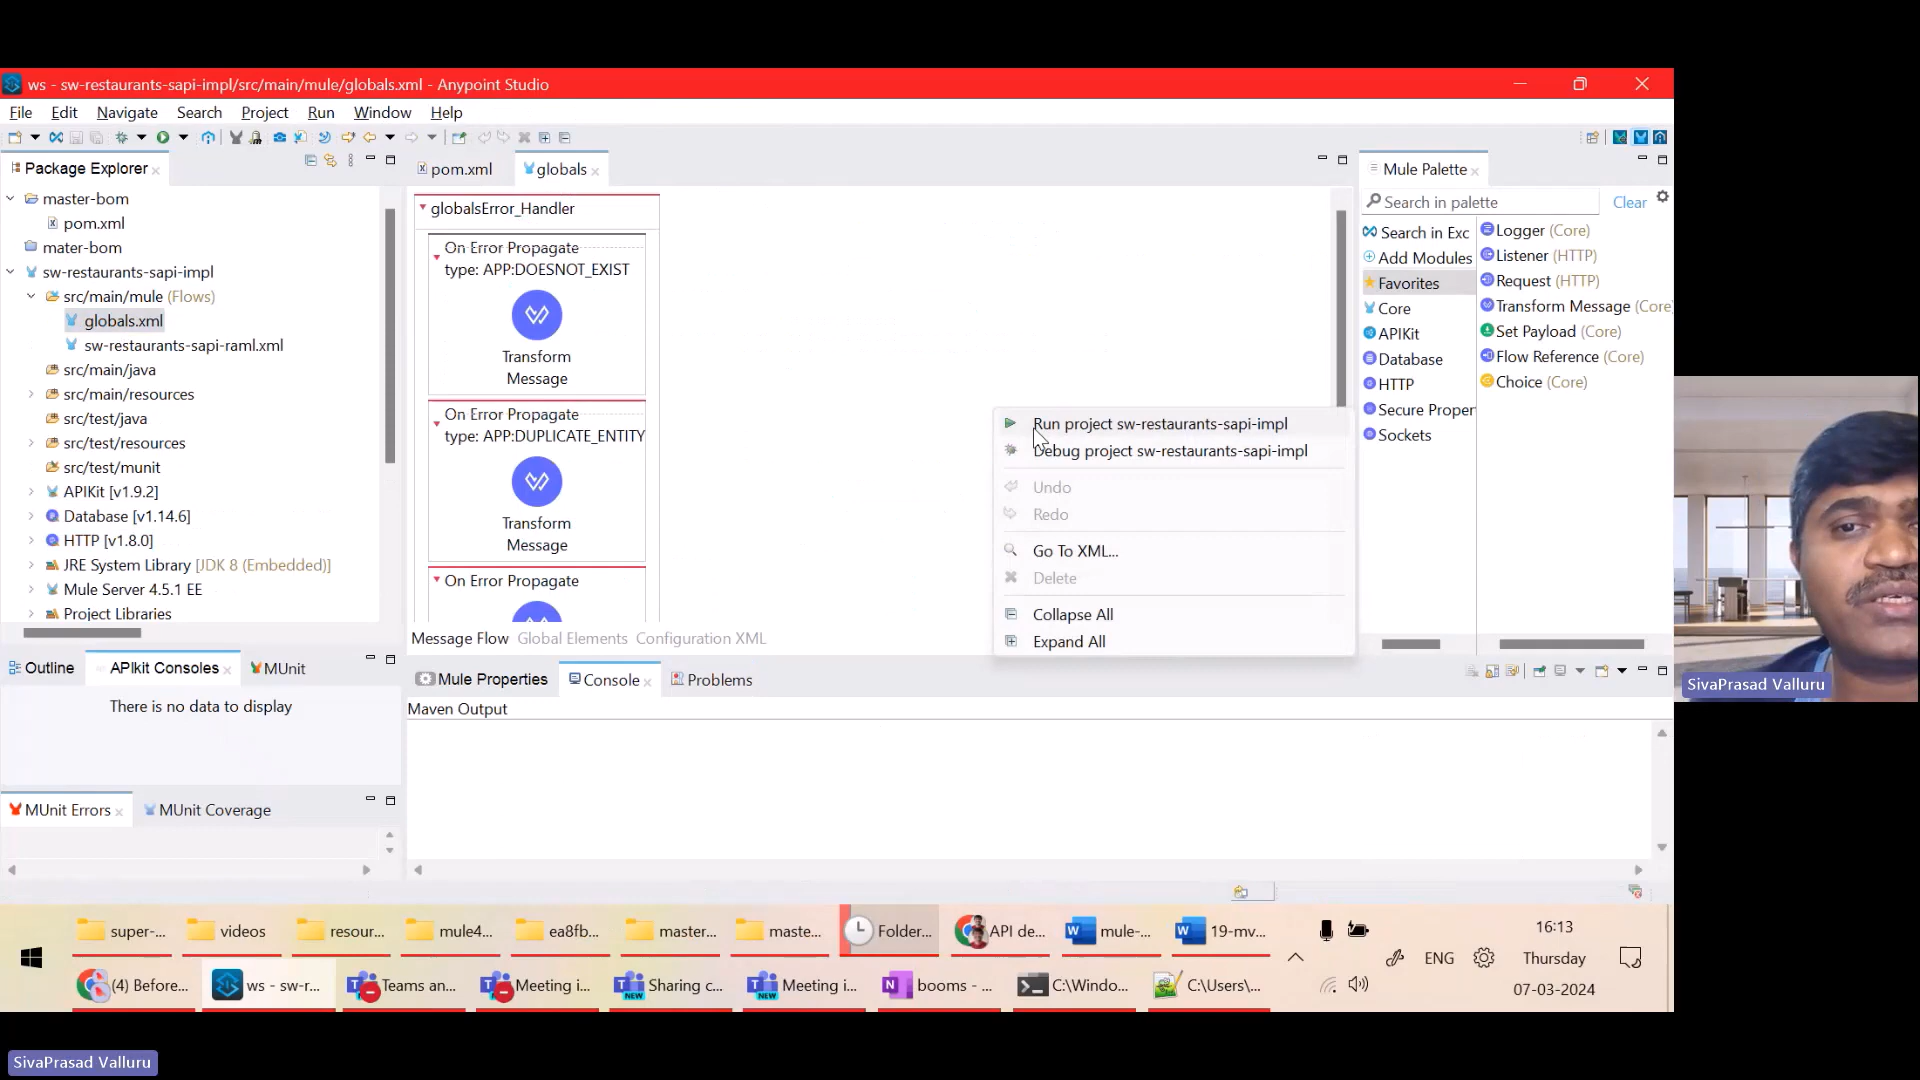 ws - sw-restaurants-sapi-impl/src/main/mule/globals.xml - Anypoint Studio
File Edit Navigate Search Project Run Window Help
Package Explorer
master-bom
pom.xml
mater-bom
sw-restaurants-sapi-impl
src/main/mule (Flows)
globals.xml
sw-restaurants-sapi-raml.xml
src/main/java
src/main/resources
src/test/java
src/test/resources
src/test/munit
APIKit [v1.9.2]
Database [v1.14.6]
HTTP [v1.8.0]
JRE System Library [JDK 8 (Embedded)]
Mule Server 4.5.1 EE
Project Libraries
pom.xml globals
globalsError_Handler
On Error Propagate
type: APP:DOESNOT_EXIST
Transform
Message
On Error Propagate
type: APP:DUPLICATE_ENTITY
Transform
Message
On Error Propagate
Message Flow Global Elements Configuration XML
Run project sw-restaurants-sapi-impl
Debug project sw-restaurants-sapi-impl
Undo
Redo
Go To XML...
Delete
Collapse All
Expand All
Mule Palette
Search in palette Clear
Search in Exc
Add Modules
Favorites
Core
APIKit
Database
HTTP
Secure Proper
Sockets
Logger (Core)
Listener (HTTP)
Request (HTTP)
Transform Message (Core)
Set Payload (Core)
Flow Reference (Core)
Choice (Core)
Outline APIkit Consoles MUnit
There is no data to display
MUnit Errors MUnit Coverage
Mule Properties Console Problems
Maven Output
super-... videos resour... mule4... ea8fb... master... maste... Folder... API de... mule-... 19-mv...
(4) Before... ws - sw-r... Teams an... Meeting i... Sharing c... Meeting i... booms - ... C:\Windo... C:\Users\...
NEW NEW
ENG
16:13
Thursday
07-03-2024
SivaPrasad Valluru
SivaPrasad Valluru